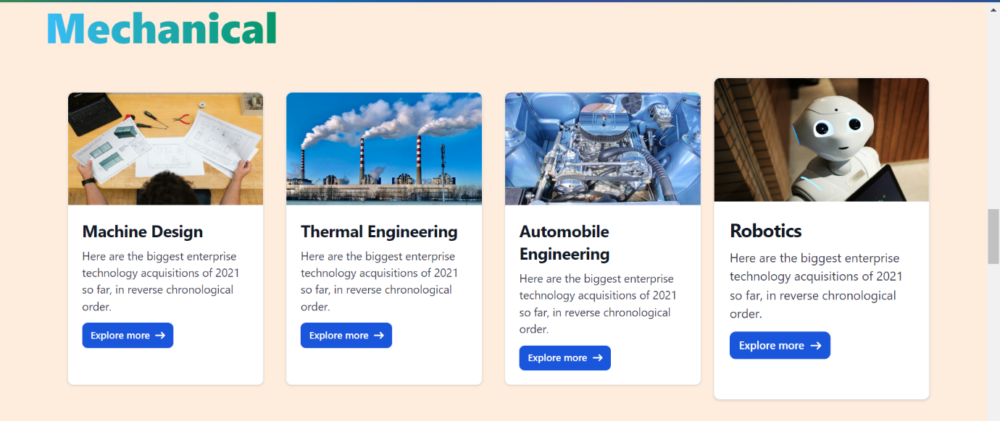 Mechanical
Machine Design
Here are the biggest enterprise
technology acquisitions of 2021
so far, in reverse chronological
order.
Explore more →
Thermal Engineering
Here are the biggest enterprise
technology acquisitions of 2021
so far, in reverse chronological
order.
Explore more →
Automobile
Engineering
Here are the biggest enterprise
technology acquisitions of 2021
so far, in reverse chronological
order.
Explore more →
Robotics
Here are the biggest enterprise
technology acquisitions of 2021
so far, in reverse chronological
order.
Explore more →